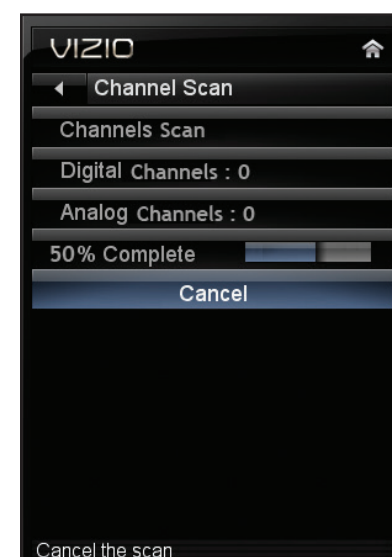 VIZIO
Channel Scan
Channels Scan
Digital Channels : 0
Analog Channels : 0
50% Complete
Cancel
Cancel the scan